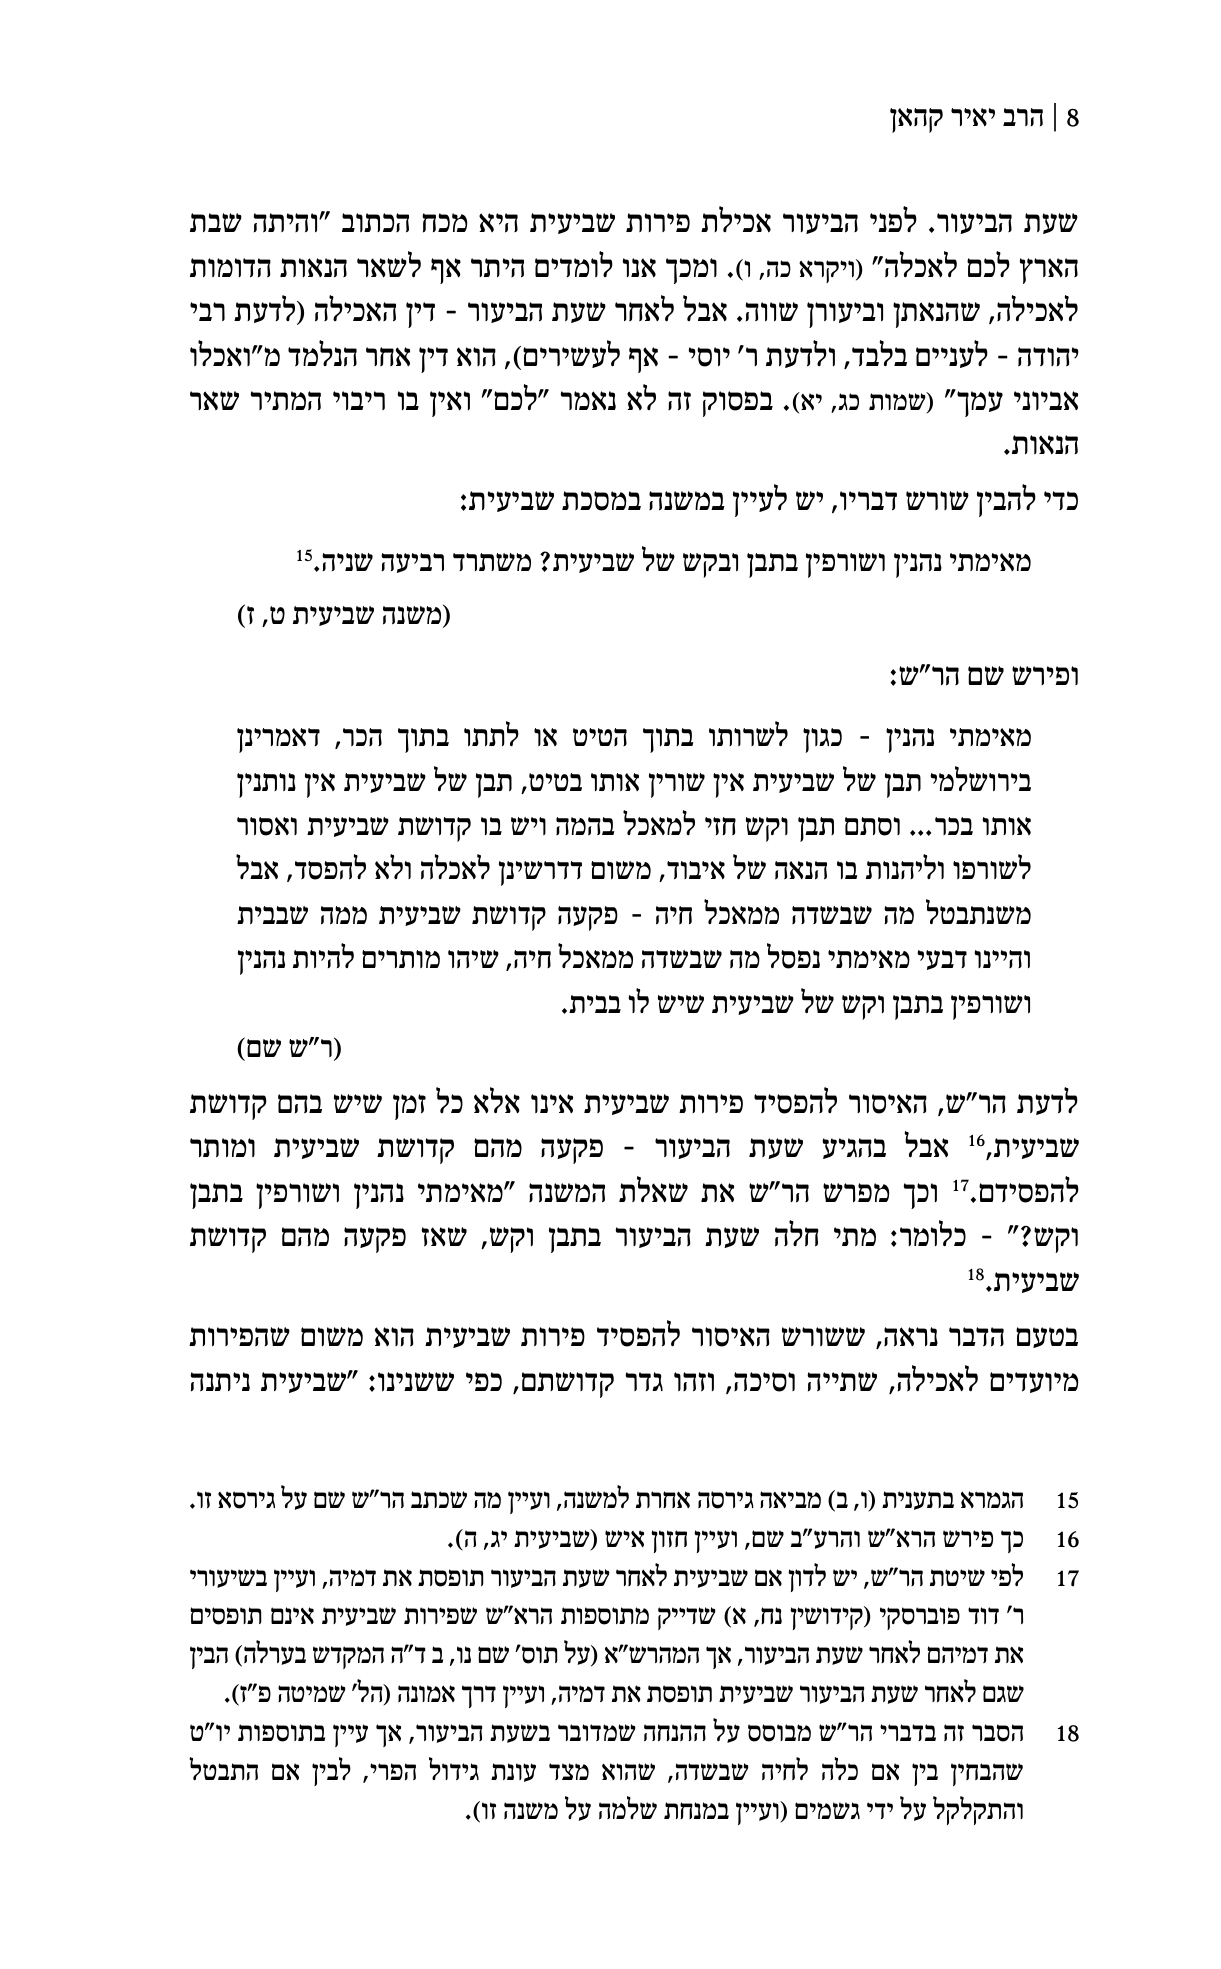 8 | הרב יאיר קהאן
שעת הביעור. לפני הביעור אכילת פירות שביעית היא מכח הכתוב "והיתה שבת
הארץ לכם לאכלה" (ויקרא כה, ו). ומכך אנו לומדים היתר אף לשאר הנאות הדומות
לאכילה, שהנאתן וביעורן שווה. אבל לאחר שעת הביעור - דין האכילה (לדעת רבי
יהודה - לעניים בלבד, ולדעת ר' יוסי - אף לעשירים), הוא דין אחר הנלמד מ"ואכלו
אביוני עמך" (שמות כג, יא). בפסוק זה לא נאמר "לכם" ואין בו ריבוי המתיר שאר
הנאות.
כדי להבין שורש דבריו, יש לעיין במשנה במסכת שביעית:
מאימתי נהנין ושורפין בתבן ובקש של שביעית? משתרד רביעה שניה.15
(משנה שביעית ט, ז)
ופירש שם הר"ש:
מאימתי נהנין - כגון לשרותו בתוך הטיט או לתתו בתוך הכר, דאמרינן
בירושלמי תבן של שביעית אין שורין אותו בטיט, תבן של שביעית אין נותנין
אותו בכר... וסתם תבן וקש חזי למאכל בהמה ויש בו קדושת שביעית ואסור
לשורפו וליהנות בו הנאה של איבוד, משום דדרשינן לאכלה ולא להפסד, אבל
משנתבטל מה שבשדה ממאכל חיה - פקעה קדושת שביעית ממה שבבית
והיינו דבעי מאימתי נפסל מה שבשדה ממאכל חיה, שיהו מותרים להיות נהנין
ושורפין בתבן וקש של שביעית שיש לו בבית.
(ר"ש שם)
לדעת הר"ש, האיסור להפסיד פירות שביעית אינו אלא כל זמן שיש בהם קדושת
שביעית,16 אבל בהגיע שעת הביעור - פקעה מהם קדושת שביעית ומותר
להפסידם.17 וכך מפרש הר"ש את שאלת המשנה "מאימתי נהנין ושורפין בתבן
וקש?" - כלומר: מתי חלה שעת הביעור בתבן וקש, שאז פקעה מהם קדושת
שביעית.18
בטעם הדבר נראה, ששורש האיסור להפסיד פירות שביעית הוא משום שהפירות
מיועדים לאכילה, שתייה וסיכה, וזהו גדר קדושתם, כפי ששנינו: "שביעית ניתנה
15 הגמרא בתענית (ו, ב) מביאה גירסה אחרת למשנה, ועיין מה שכתב הר"ש שם על גירסא זו.
16 כך פירש הרא"ש והרע"ב שם, ועיין חזון איש (שביעית יג, ה).
17 לפי שיטת הר"ש, יש לדון אם שביעית לאחר שעת הביעור תופסת את דמיה, ועיין בשיעורי
ר' דוד פוברסקי (קידושין נח, א) שדייק מתוספות הרא"ש שפירות שביעית אינם תופסים
את דמיהם לאחר שעת הביעור, אך המהרש"א (על תוס' שם נו, ב ד"ה המקדש בערלה) הבין
שגם לאחר שעת הביעור שביעית תופסת את דמיה, ועיין דרך אמונה (הל' שמיטה פ"ז).
18 הסבר זה בדברי הר"ש מבוסס על ההנחה שמדובר בשעת הביעור, אך עיין בתוספות יו"ט
שהבחין בין אם כלה לחיה שבשדה, שהוא מצד עונת גידול הפרי, לבין אם התבטל
והתקלקל על ידי גשמים (ועיין במנחת שלמה על משנה זו).